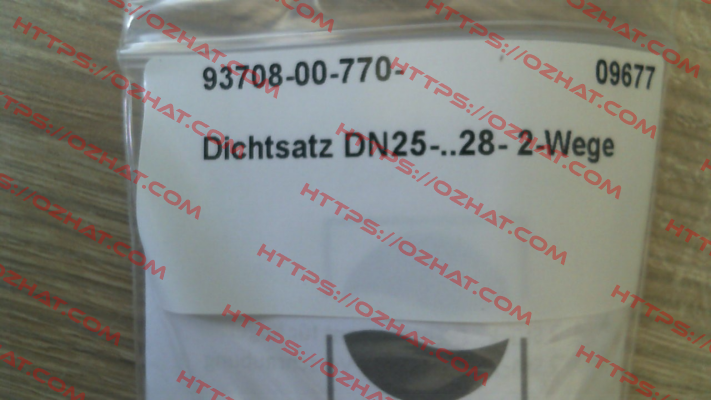 93708-00-770- 09677
Dichtsatz DN25-..28- 2-Wege
HTTPS://OZHAT.COM